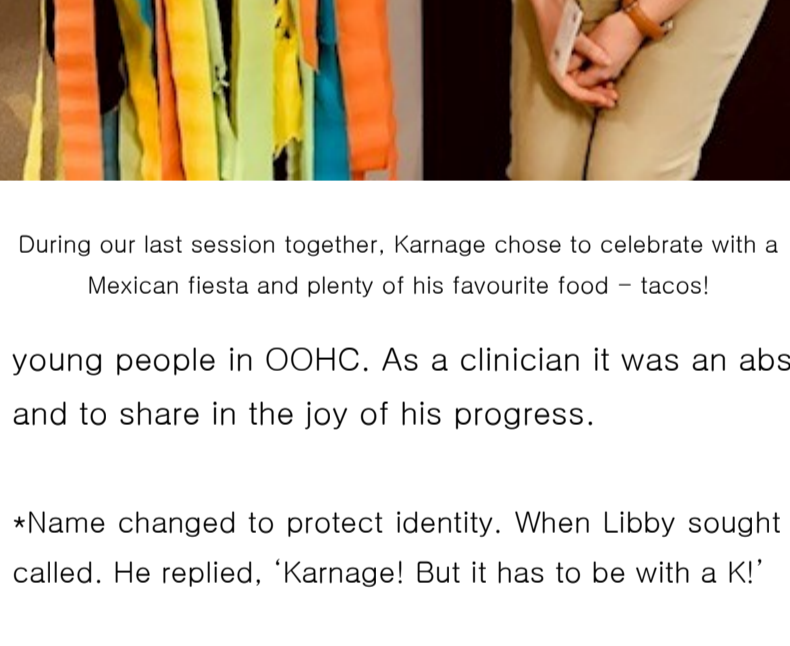 During our last session together, Karnage chose to celebrate with a
Mexican fiesta and plenty of his favourite food – tacos!
young people in OOHC. As a clinician it was an abs
and to share in the joy of his progress.
*Name changed to protect identity. When Libby sought
called. He replied, ‘Karnage! But it has to be with a K!’